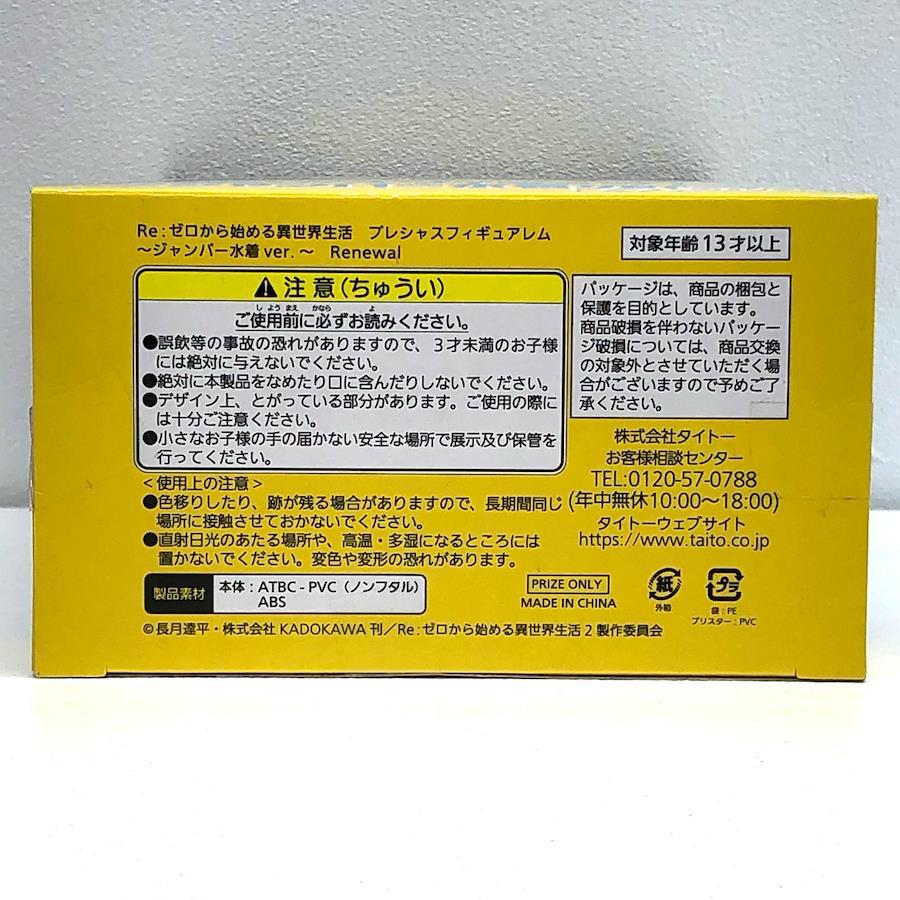 Re:ゼロから始める異世界生活 プレシャスフィギュアレム
～ジャンパー水着ver.～ Renewal
対象年齢13才以上
⚠注意(ちゅうい)
しようまえ かなら よ
ご使用前に必ずお読みください。
●誤飲等の事故の恐れがありますので、3才未満のお子様
には絶対に与えないでください。
●絶対に本製品をなめたり口に含んだりしないでください。
●デザイン上、とがっている部分があります。ご使用の際に
は十分ご注意ください。
●小さなお子様の手の届かない安全な場所で展示及び保管を
行ってください。
パッケージは、商品の梱包と
保護を目的としています。
商品破損を伴わないパッケー
ジ破損については、商品交換
の対象外とさせていただく場
合がございますので予めご了
承ください。
<使用上の注意>
●色移りしたり、跡が残る場合がありますので、長期間同じ
場所に接触させておかないでください。
●直射日光のあたる場所や、高温・多湿になるところには
置かないでください。変色や変形の恐れがあります。
株式会社タイトー
お客様相談センター
TEL:0120-57-0788
(年中無休10:00～18:00)
タイトーウェブサイト
https://www.taito.co.jp
製品素材
本体:ATBC-PVC(ノンフタル)
ABS
PRIZE ONLY
MADE IN CHINA
紙
外箱
プラ
袋:PE
ブリスター:PVC
©長月達平・株式会社KADOKAWA刊/Re:ゼロから始める異世界生活2製作委員会